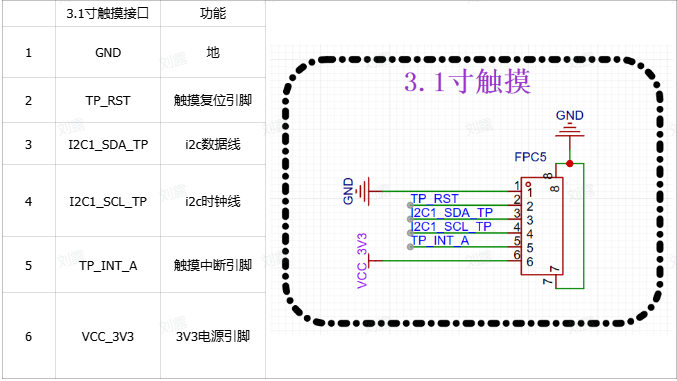 3.1寸触摸接口 功能
1 GND 地
2 TP_RST 触摸复位引脚
3 I2C1_SDA_TP i2c数据线
4 I2C1_SCL_TP i2c时钟线
5 TP_INT_A 触摸中断引脚
6 VCC_3V3 3V3电源引脚
3.1寸触摸
GND
FPC5
8
8
GND
1 1
TP_RST 2 2
I2C1_SDA_TP 3 3
I2C1_SCL_TP 4 4
TP_INT_A 5 5
VCC_3V3 6 6
7
7